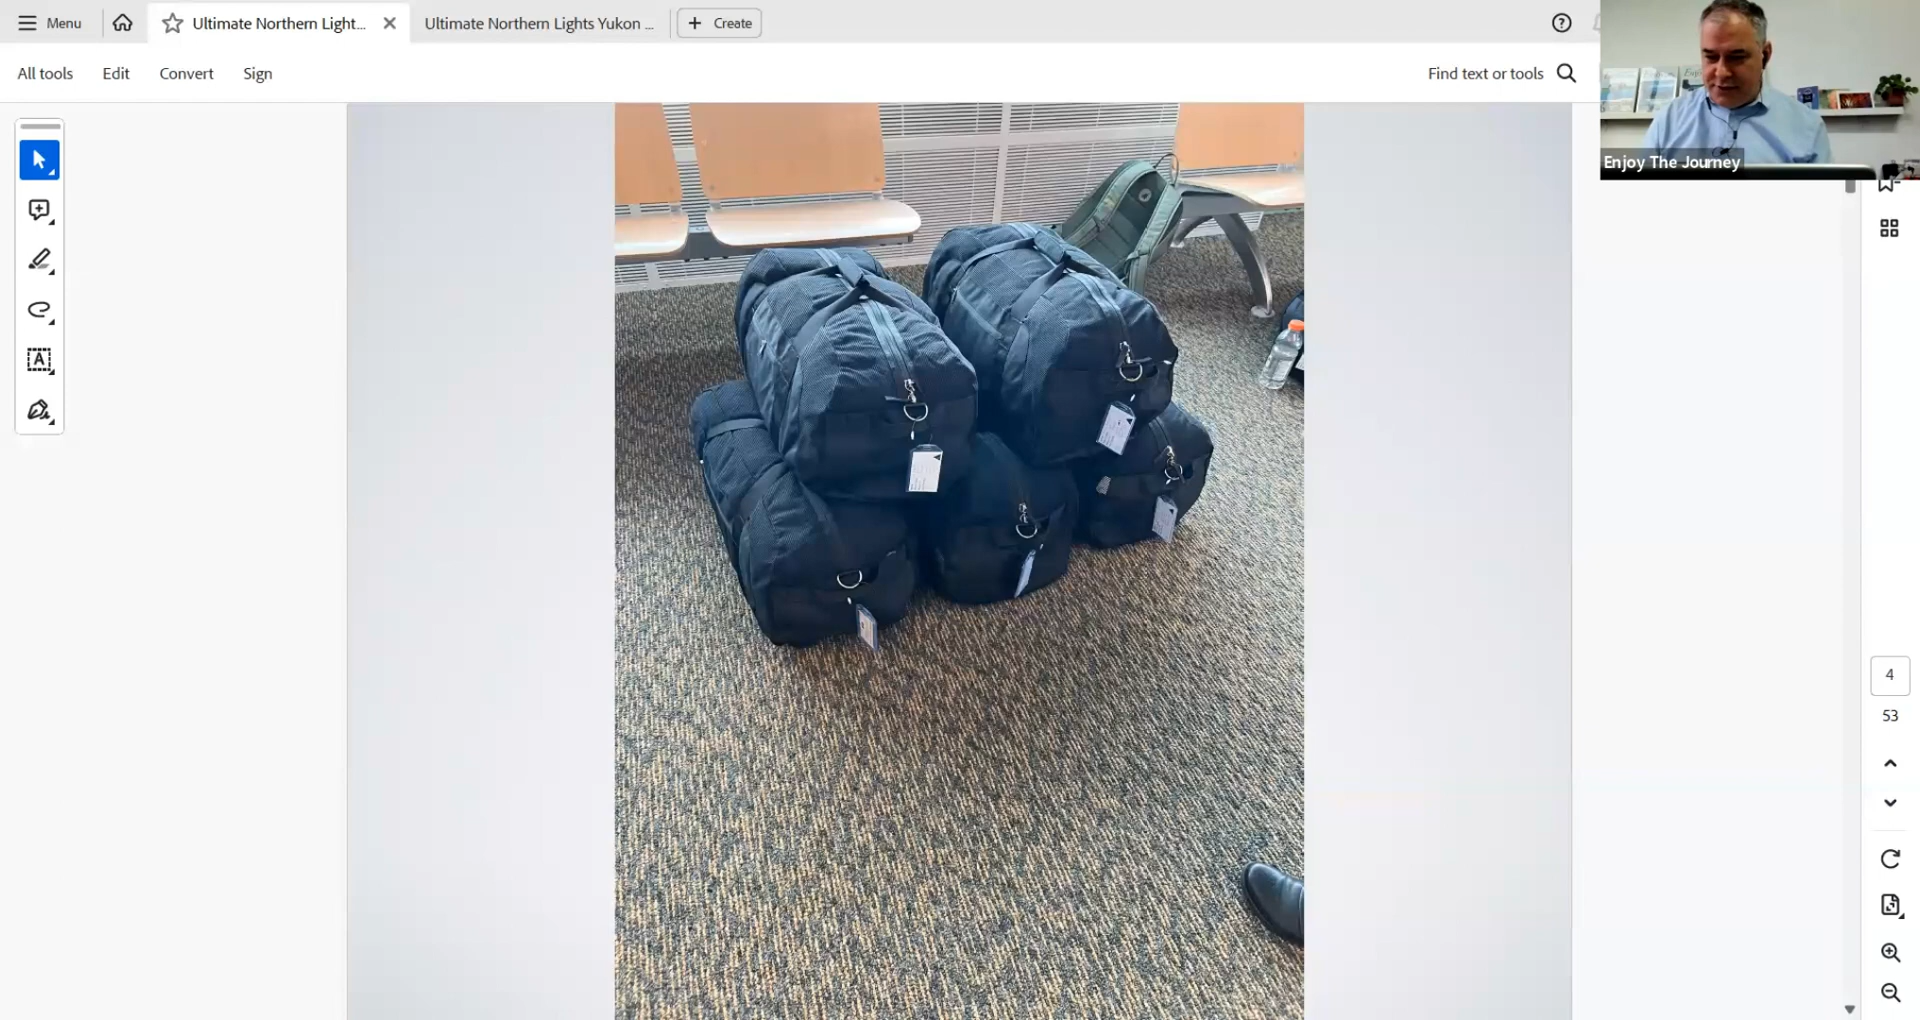 Menu
Ultimate Northern Light...
Ultimate Northern Lights Yukon ...
Create
All tools
Edit
Convert
Sign
Find text or tools
Enjoy The Journey
4
53